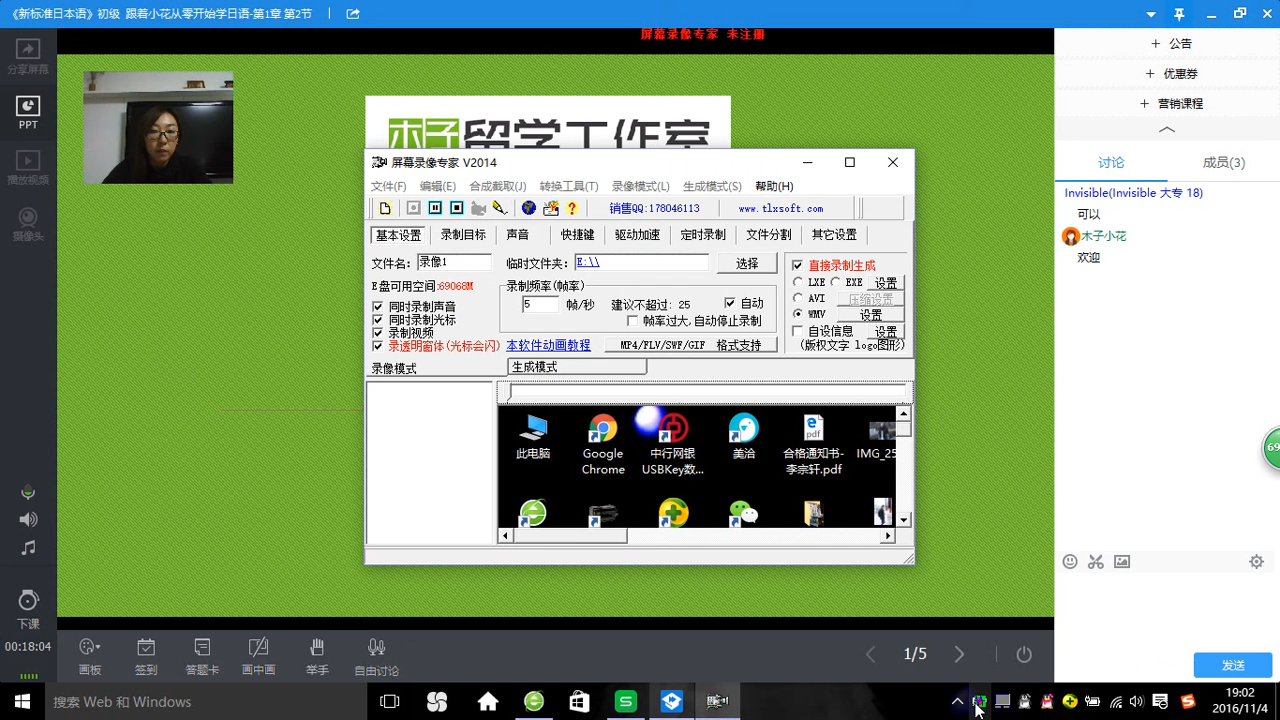 《新标准日本语》初级 跟着小花从零开始学日语-第1章 第2节
屏幕录像专家 未注册
分享屏幕
PPT
播放视频
摄像头
下课
00:18:04
木子留学工作室
屏幕录像专家 V2014
文件(F) 编辑(E) 合成截取(J) 转换工具(T) 录像模式(L) 生成模式(S) 帮助(H)
销售QQ:178046113 www.tlxsoft.com
基本设置 录制目标 声音 快捷键 驱动加速 定时录制 文件分割 其它设置
文件名: 录像1 临时文件夹: E:\\ 选择
E盘可用空间:69068M
同时录制声音
同时录制光标
录制视频
录透明窗体(光标会闪)
录制频率(帧率)
5 帧/秒 建议不超过: 25 自动
帧率过大,自动停止录制
本软件动画教程 MP4/FLV/SWF/GIF 格式支持
直接录制生成
LXE EXE 设置
AVI 压缩设置
WMV 设置
自设信息 设置
(版权文字 logo图形)
录像模式 生成模式
此电脑
Google Chrome
中行网银 USBKey数...
美洽
合格通知书-李宗轩.pdf
IMG_25
画板 签到 答题卡 画中画 举手 自由讨论
1/5
公告
优惠券
营销课程
讨论 成员(3)
Invisible(Invisible 大专 18)
可以
木子小花
欢迎
69
发送
搜索 Web 和 Windows
19:02
2016/11/4